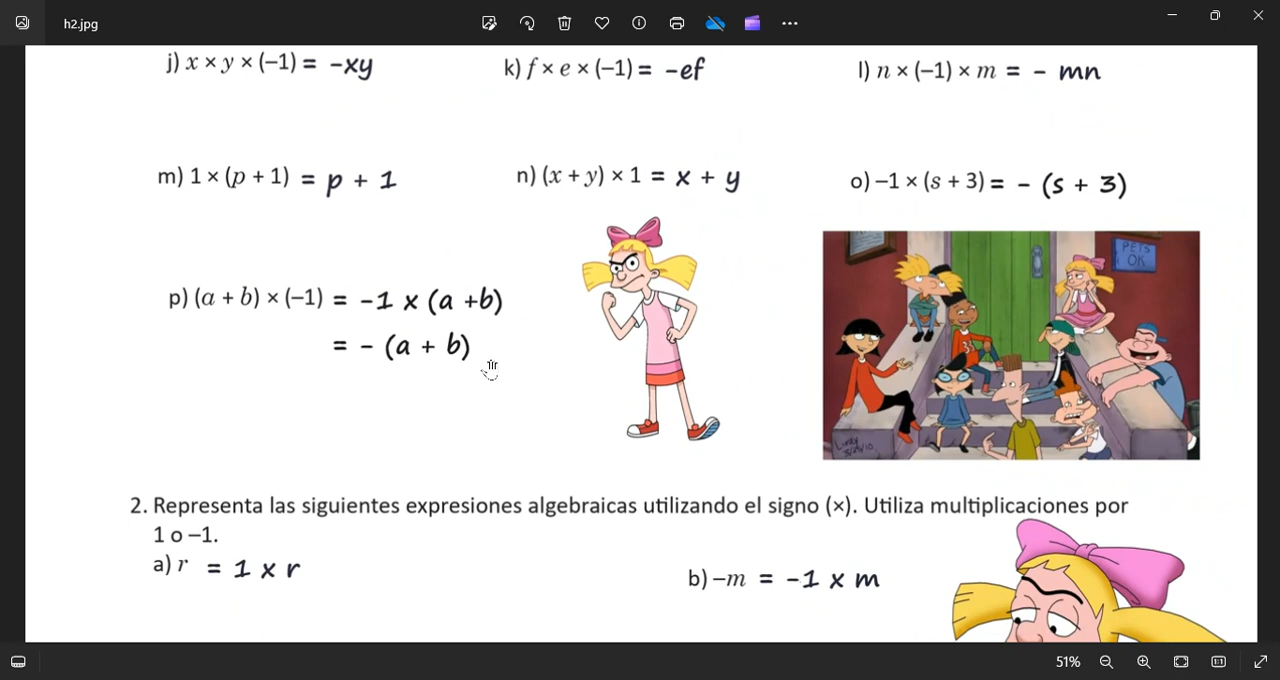 h2.jpg
j) x × y × (−1) = -xy
k) f × e × (−1) = -ef
l) n × (−1) × m = - mn
m) 1 × (p + 1) = p + 1
n) (x + y) × 1 = x + y
o) −1 × (s + 3) = - (s + 3)
PETS
OK
p) (a + b) × (−1) = -1 x (a +b)
= - (a + b)
2. Representa las siguientes expresiones algebraicas utilizando el signo (×). Utiliza multiplicaciones por
1 o −1.
a) r = 1 x r
b) −m = -1 x m
51%